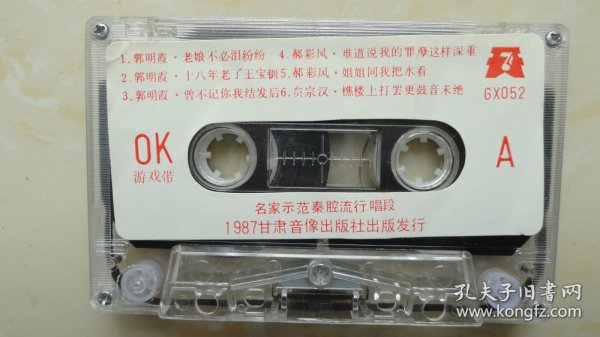 1.郭明霞·老娘不必泪纷纷 4.郝彩风·难道说我的罪孽这样深重
2.郭明霞·十八年老了王宝钏5.郝彩风·姐姐同我把水看
3.郭明霞·曾不记你我结发后6.贠宗汉·樵楼上打罢更鼓音未绝
GX052
OK
游戏带
A
名家示范秦腔流行唱段
1987甘肃音像出版社出版发行
孔夫子旧书网
www.kongfz.com